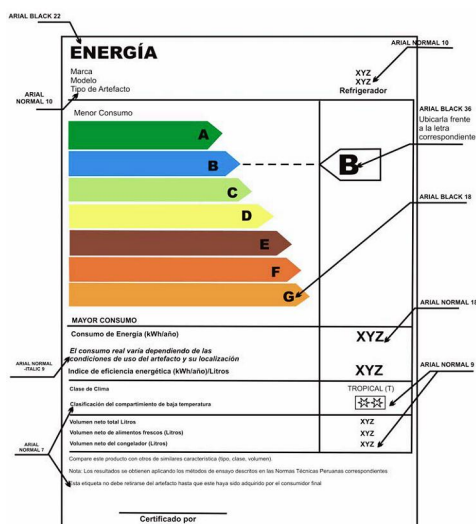 ARIAL BLACK 22
ENERGÍA
ARIAL NORMAL 10
Marca
Modelo
Tipo de Artefacto
XYZ
XYZ
Refrigerador
ARIAL
NORMAL 10
Menor Consumo
ARIAL BLACK 36
Ubicarla frente
a la letra
correspondiente
A
B
B
C
D
E
F
G
ARIAL BLACK 18
MAYOR CONSUMO
ARIAL NORMAL 18
Consumo de Energía (kWh/año)
XYZ
El consumo real varía dependiendo de las
condiciones de uso del artefacto y su localización
ARIAL NORMAL
-ITALIC 9
Indice de eficiencia energética (kWh/año)/Litros
XYZ
ARIAL NORMAL 9
Clase de Clima
TROPICAL (T)
Clasificación del compartimiento de baja temperatura
Volumen neto total Litros
XYZ
Volumen neto de alimentos frescos (Litros)
XYZ
Volumen neto del congelador (Litros)
XYZ
ARIAL
NORMAL 7
Compare este producto con otros de similares característica (tipo, clase, volumen)
Nota: Los resultados se obtienen aplicando los métodos de ensayo descritos en las Normas Técnicas Peruanas correspondientes
Esta etiqueta no debe retirarse del artefacto hasta que este haya sido adquirido por el consumidor final
Certificado por